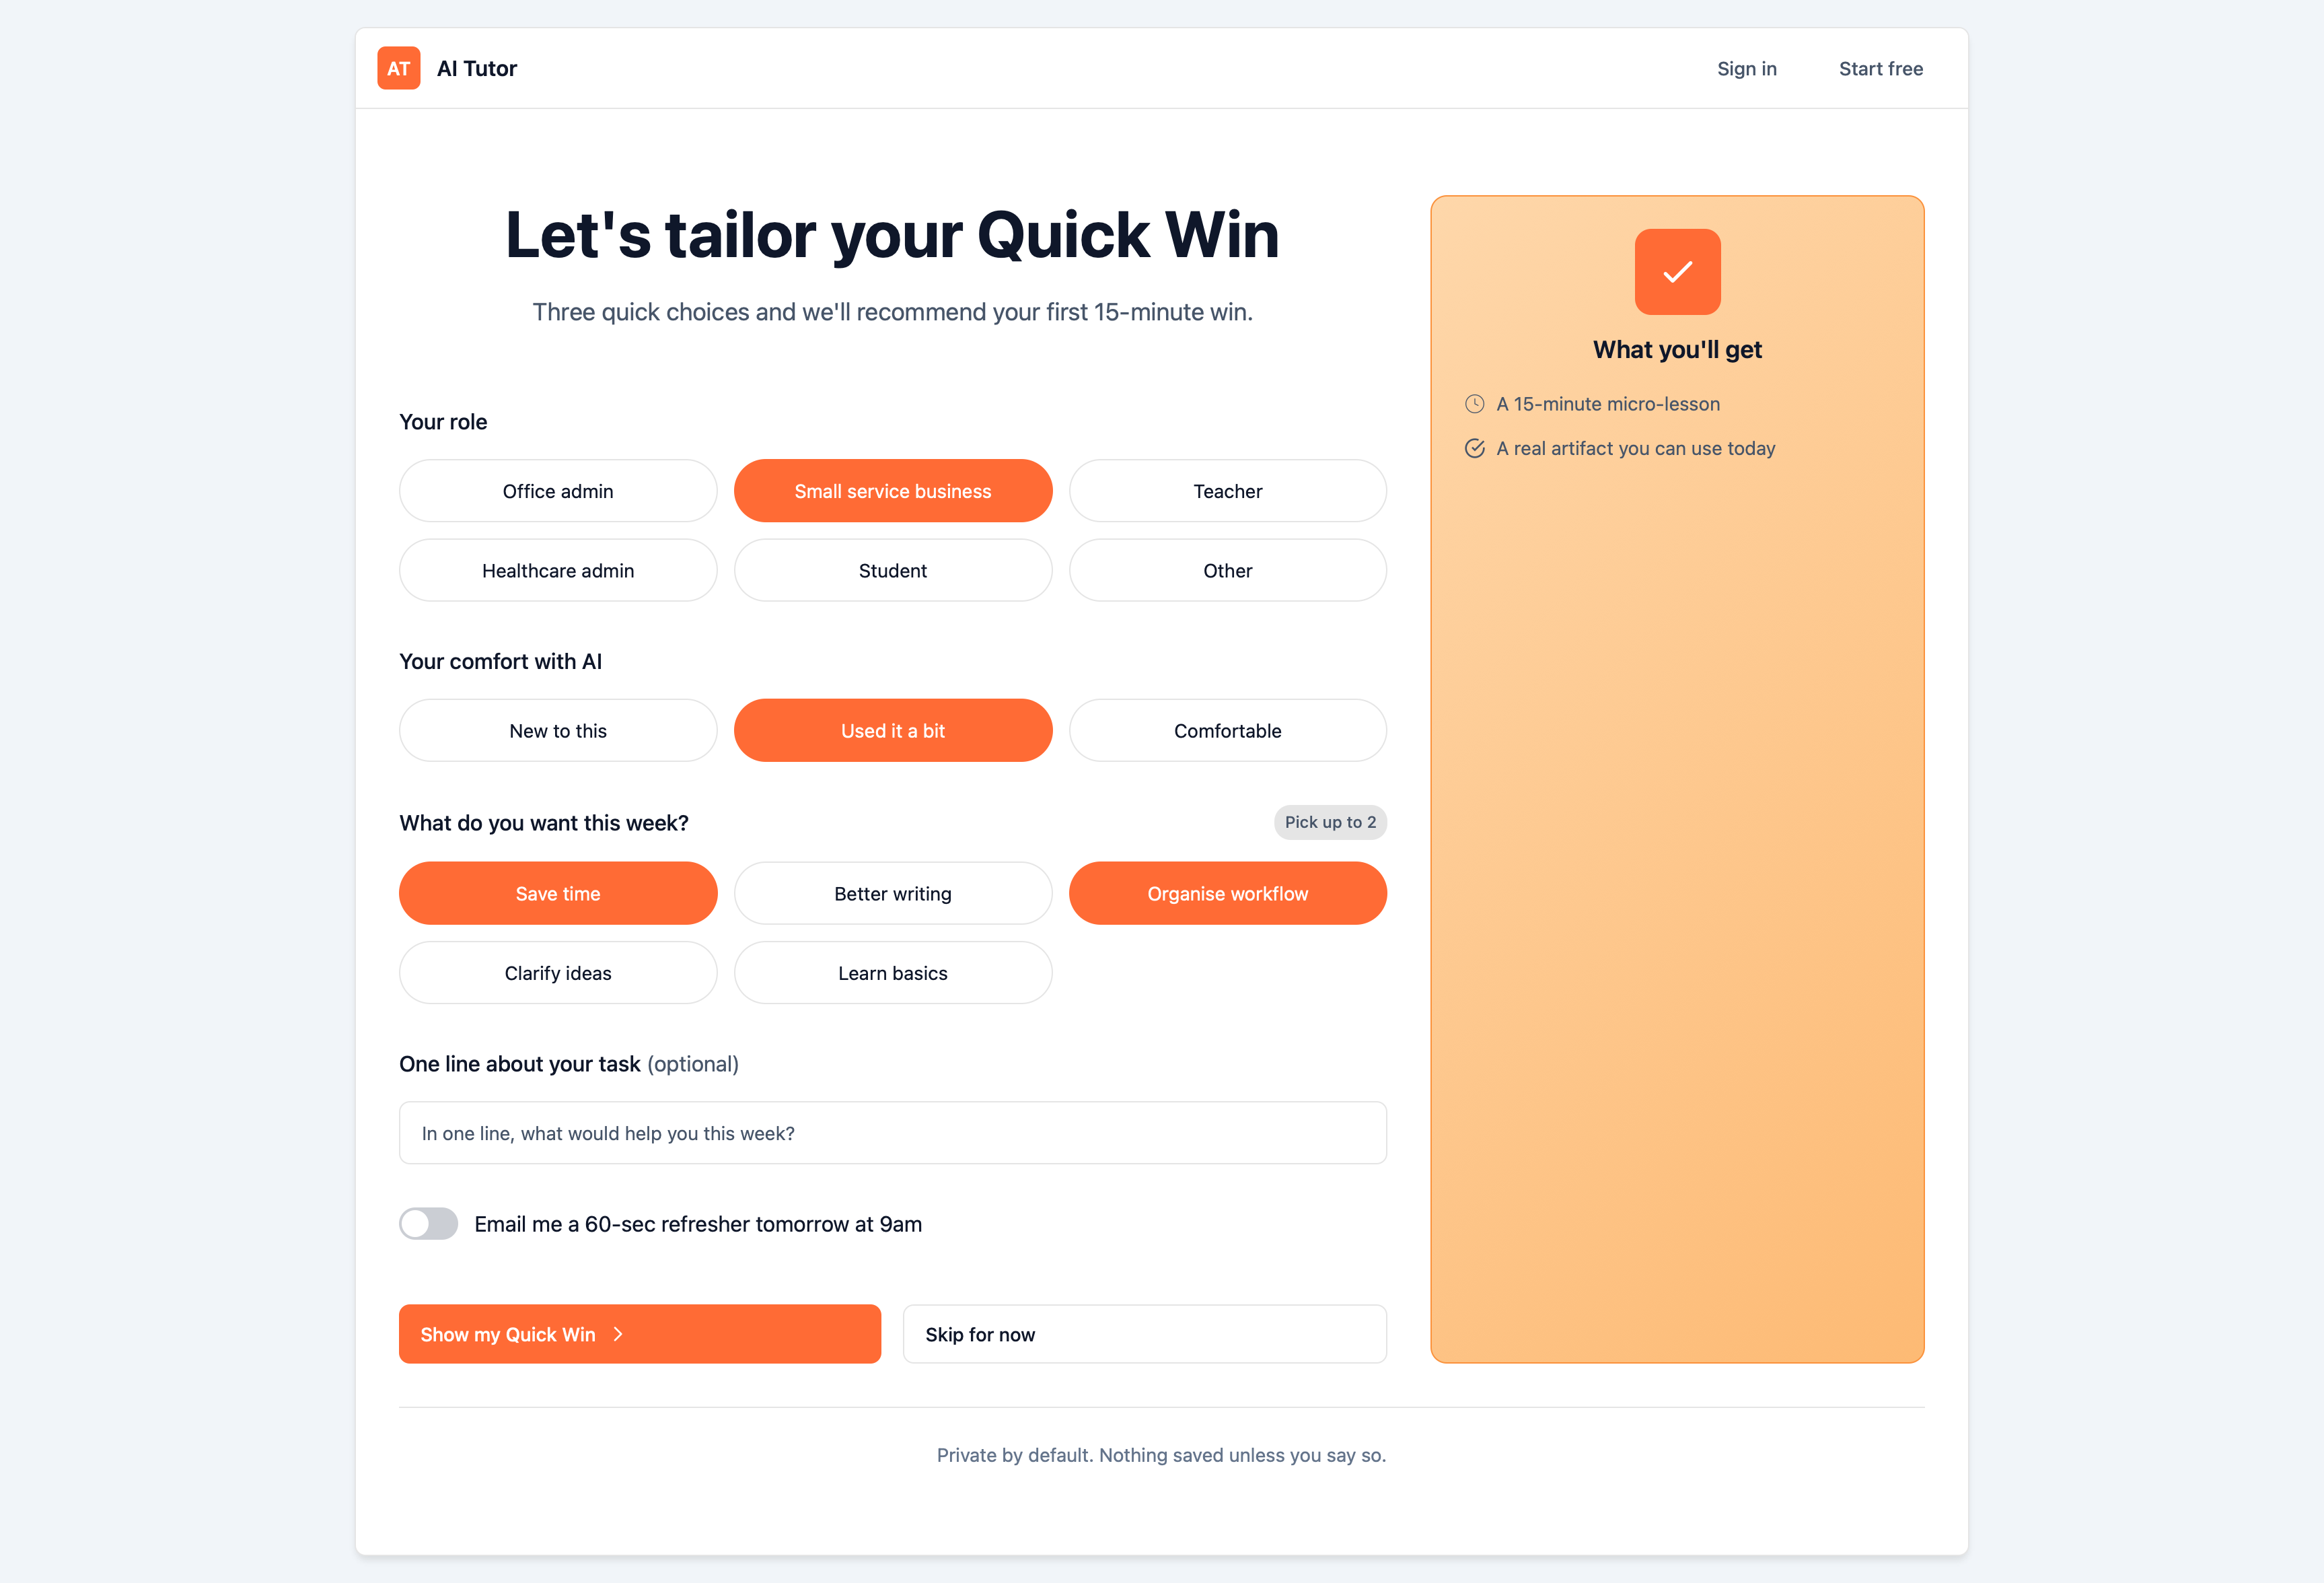 AT
AI Tutor
Sign in
Start free
Let's tailor your Quick Win
Three quick choices and we'll recommend your first 15-minute win.
Your role
Office admin
Small service business
Teacher
Healthcare admin
Student
Other
Your comfort with AI
New to this
Used it a bit
Comfortable
What do you want this week?
Pick up to 2
Save time
Better writing
Organise workflow
Clarify ideas
Learn basics
One line about your task (optional)
In one line, what would help you this week?
Email me a 60-sec refresher tomorrow at 9am
Show my Quick Win
Skip for now
What you'll get
A 15-minute micro-lesson
A real artifact you can use today
Private by default. Nothing saved unless you say so.